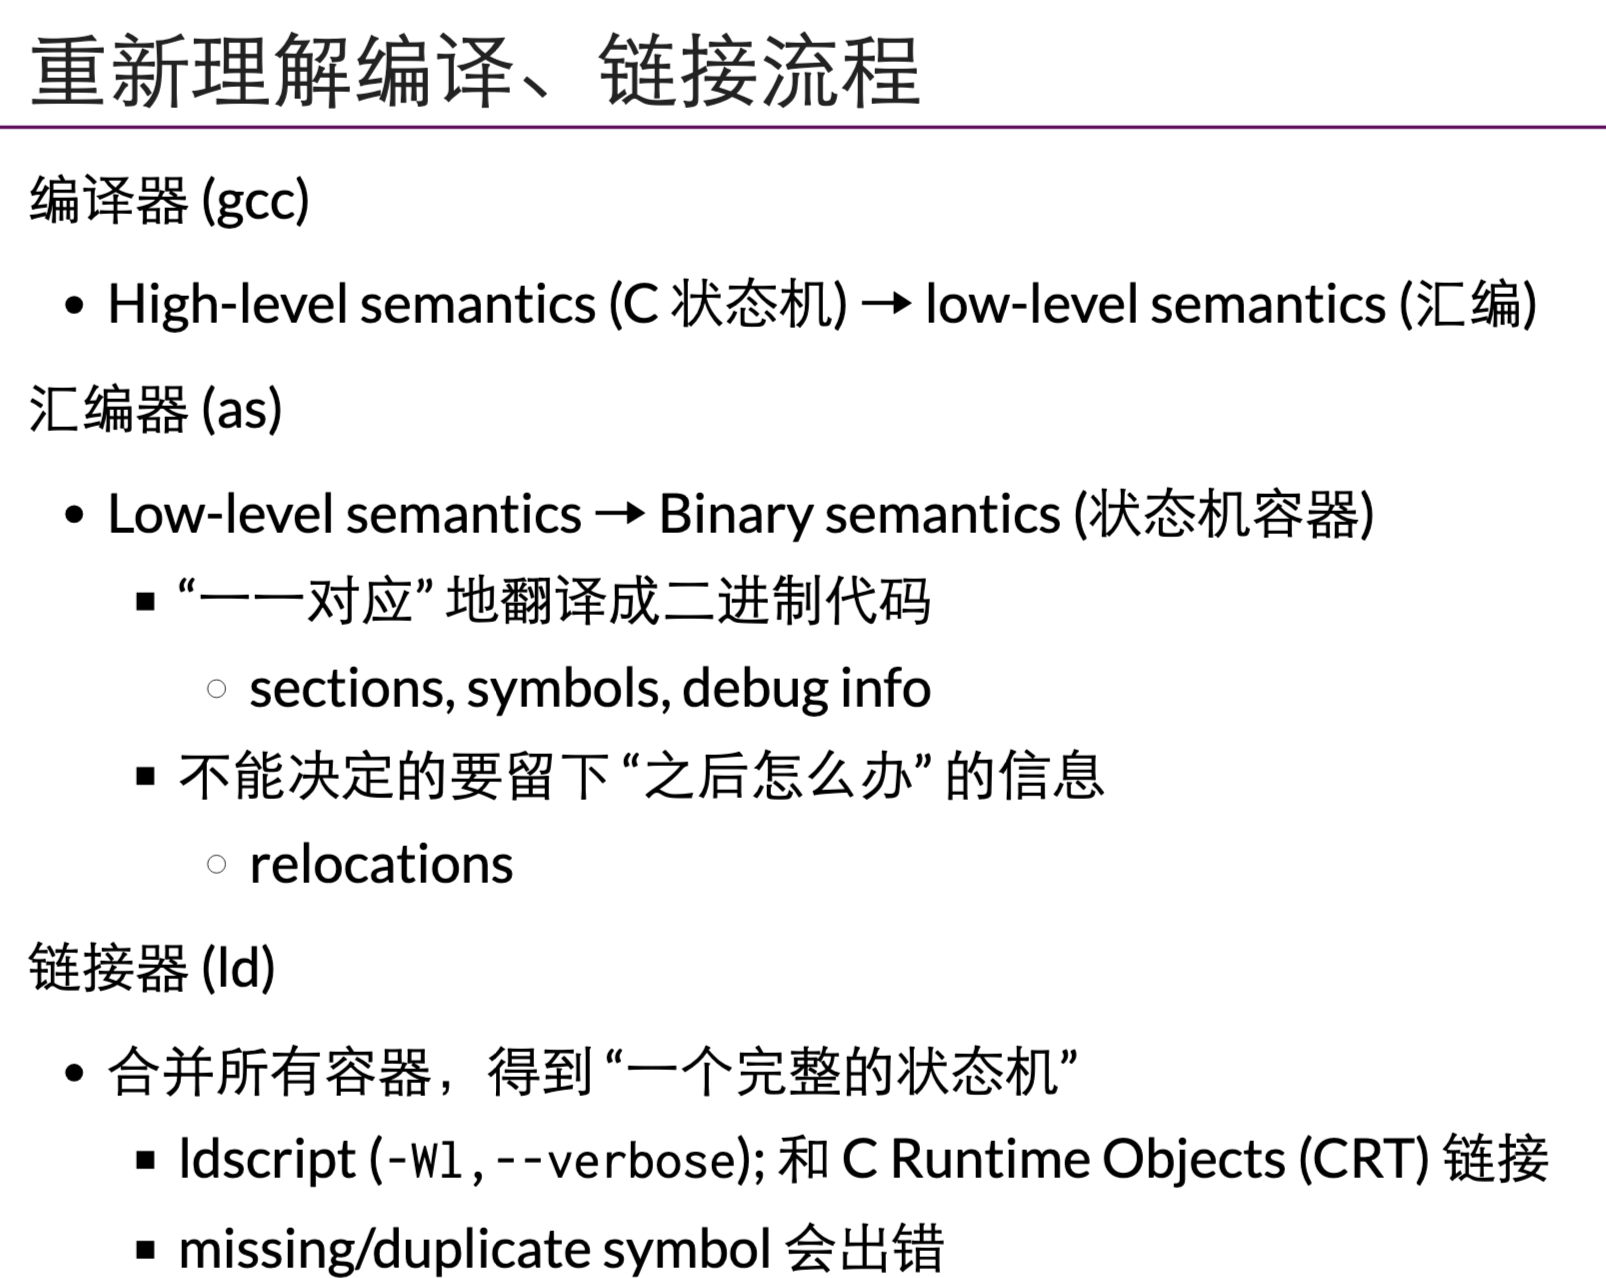 重新理解编译、链接流程
编译器 (gcc)
• High-level semantics (C 状态机) → low-level semantics (汇编)
汇编器 (as)
• Low-level semantics → Binary semantics (状态机容器)
▪ “一一对应” 地翻译成二进制代码
○ sections, symbols, debug info
▪ 不能决定的要留下 “之后怎么办” 的信息
○ relocations
链接器 (ld)
• 合并所有容器，得到 “一个完整的状态机”
▪ ldscript (-Wl,--verbose); 和 C Runtime Objects (CRT) 链接
▪ missing/duplicate symbol 会出错